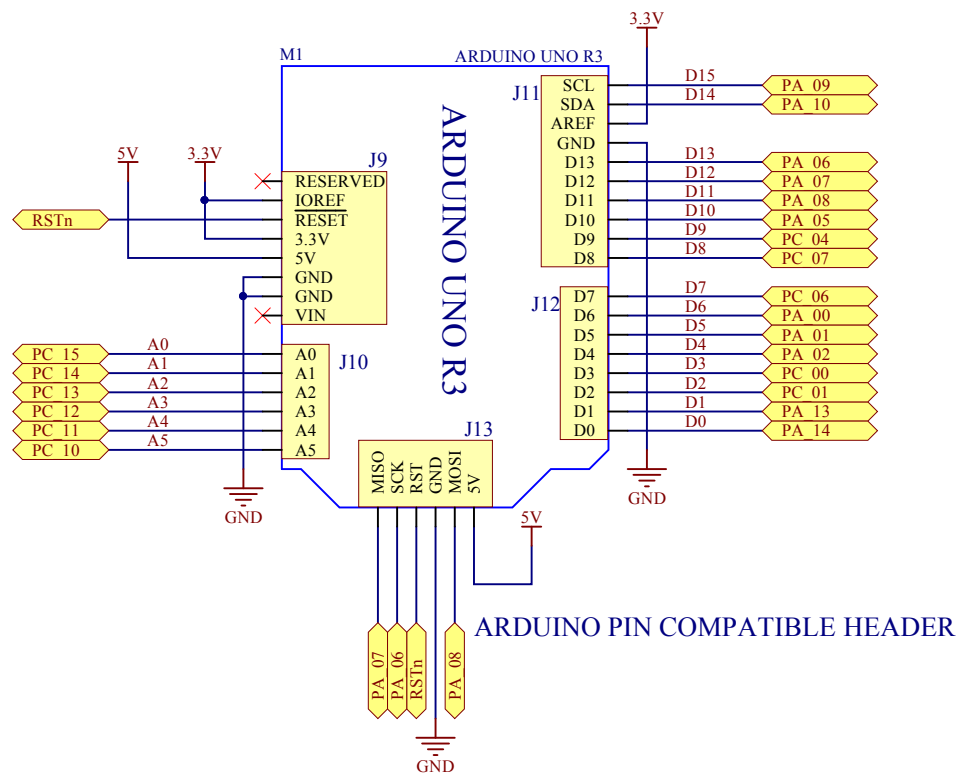 3.3V
M1
ARDUINO UNO R3
J11
SCL
D15
PA_09
SDA
D14
PA_10
AREF
GND
D13
D13
PA_06
D12
D12
PA_07
D11
D11
PA_08
D10
D10
PA_05
D9
D9
PC_04
D8
D8
PC_07
ARDUINO UNO R3
5V
3.3V
J9
RESERVED
IOREF
RSTn
RESET
3.3V
5V
GND
GND
VIN
J12
D7
D7
PC_06
D6
D6
PA_00
D5
D5
PA_01
D4
D4
PA_02
D3
D3
PC_00
D2
D2
PC_01
D1
D1
PA_13
D0
D0
PA_14
J10
PC_15
A0
A0
PC_14
A1
A1
PC_13
A2
A2
PC_12
A3
A3
PC_11
A4
A4
PC_10
A5
A5
GND
GND
J13
MISO
SCK
RST
GND
MOSI
5V
5V
PA_07
PA_06
RSTn
PA_08
GND
ARDUINO PIN COMPATIBLE HEADER